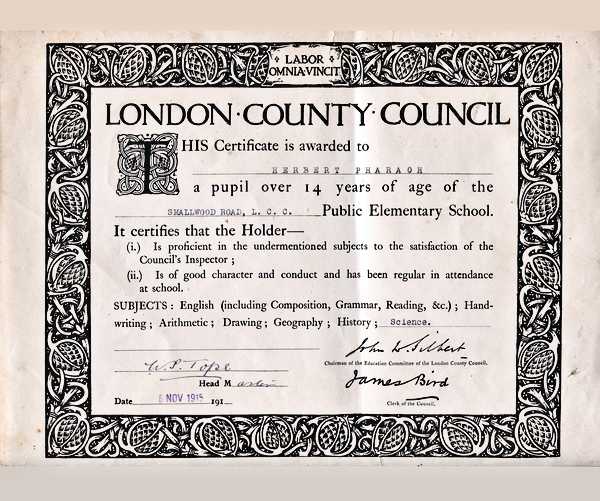 LABOR
OMNIA·VINCIT
LONDON·COUNTY·COUNCIL
THIS Certificate is awarded to
HERBERT PHARAOH
a pupil over 14 years of age of the
SMALLWOOD ROAD, L. C. C. Public Elementary School.
It certifies that the Holder—
(i.) Is proficient in the undermentioned subjects to the satisfaction of the
Council's Inspector ;
(ii.) Is of good character and conduct and has been regular in attendance
at school.
SUBJECTS : English (including Composition, Grammar, Reading, &c.) ; Hand-
writing ; Arithmetic ; Drawing ; Geography ; History ; Science.
John W. Gilbert
Chairman of the Education Committee of the London County Council.
W. P. Tope
Head Master
James Bird
Clerk of the Council.
Date NOV 1915 191